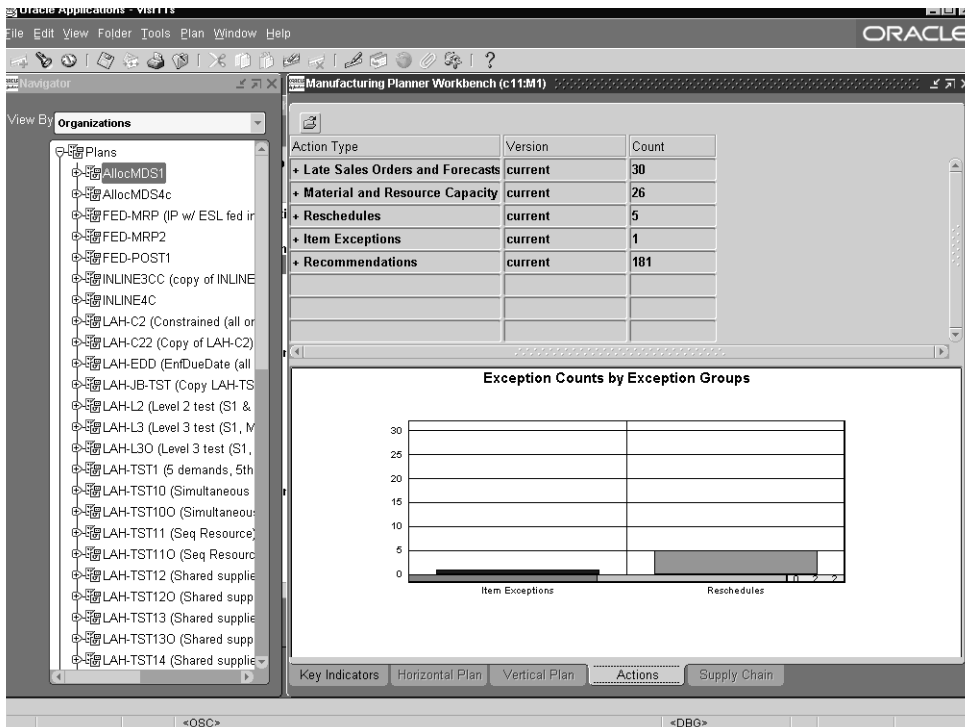 Oracle Applications - Vis11Ts
File Edit View Folder Tools Plan Window Help
ORACLE
Navigator
View By Organizations
Plans
AllocMDS1
AllocMDS4c
FED-MRP (IP w/ ESL fed ir
FED-MRP2
FED-POST1
INLINE3CC (copy of INLINE
INLINE4C
LAH-C2 (Constrained (all or
LAH-C22 (Copy of LAH-C2)
LAH-EDD (EnfDueDate (all
LAH-JB-TST (Copy LAH-TS
LAH-L2 (Level 2 test (S1 &
LAH-L3 (Level 3 test (S1, M
LAH-L3O (Level 3 test (S1,
LAH-TST1 (5 demands, 5th
LAH-TST10 (Simultaneous
LAH-TST10O (Simultaneou
LAH-TST11 (Seq Resource)
LAH-TST11O (Seq Resourc
LAH-TST12 (Shared supplie
LAH-TST12O (Shared supp
LAH-TST13 (Shared supplie
LAH-TST13O (Shared supp
LAH-TST14 (Shared supplie
Manufacturing Planner Workbench (c11:M1)
Action Type Version Count
+ Late Sales Orders and Forecasts current 30
+ Material and Resource Capacity current 26
+ Reschedules current 5
+ Item Exceptions current 1
+ Recommendations current 181
Exception Counts by Exception Groups
30
25
20
15
10
5
0
0 2 2
Item Exceptions Reschedules
Key Indicators Horizontal Plan Vertical Plan Actions Supply Chain
<OSC> <DBG>